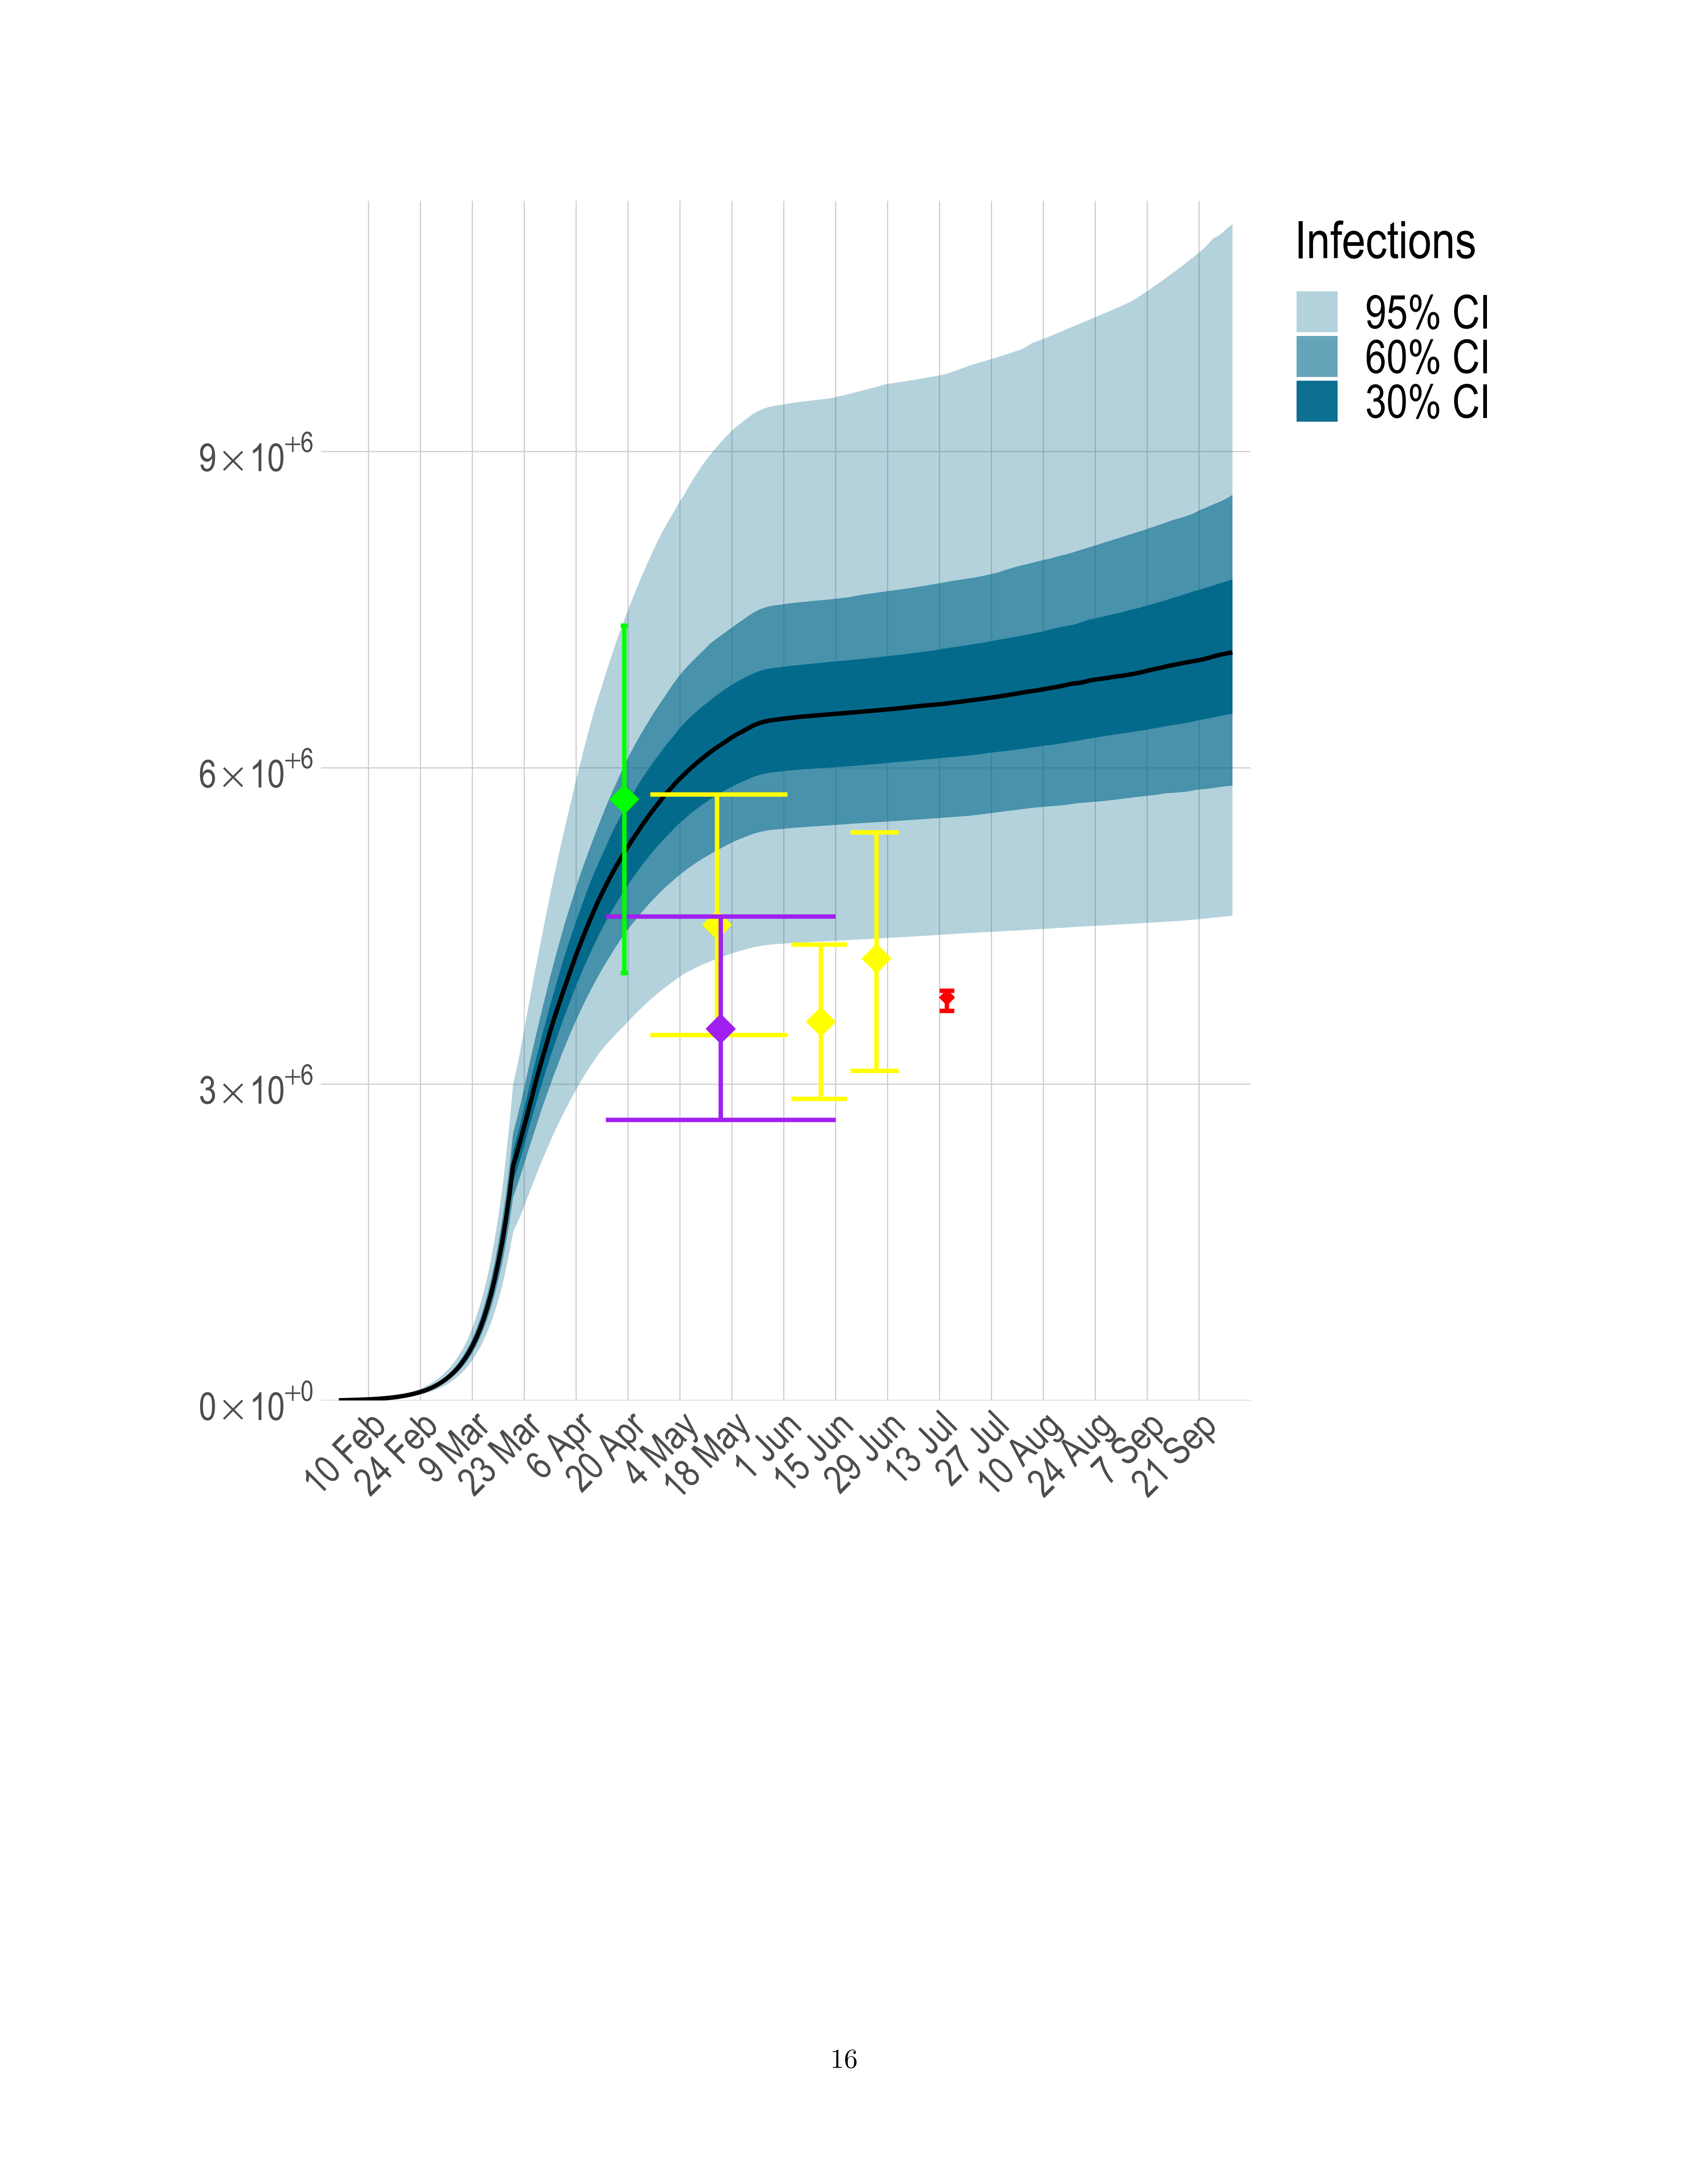 Infections
95% CI
60% CI
30% CI
9×10+6
6×10+6
3×10+6
0×10+0
10 Feb
24 Feb
9 Mar
23 Mar
6 Apr
20 Apr
4 May
18 May
1 Jun
15 Jun
29 Jun
13 Jul
27 Jul
10 Aug
24 Aug
7 Sep
21 Sep
16